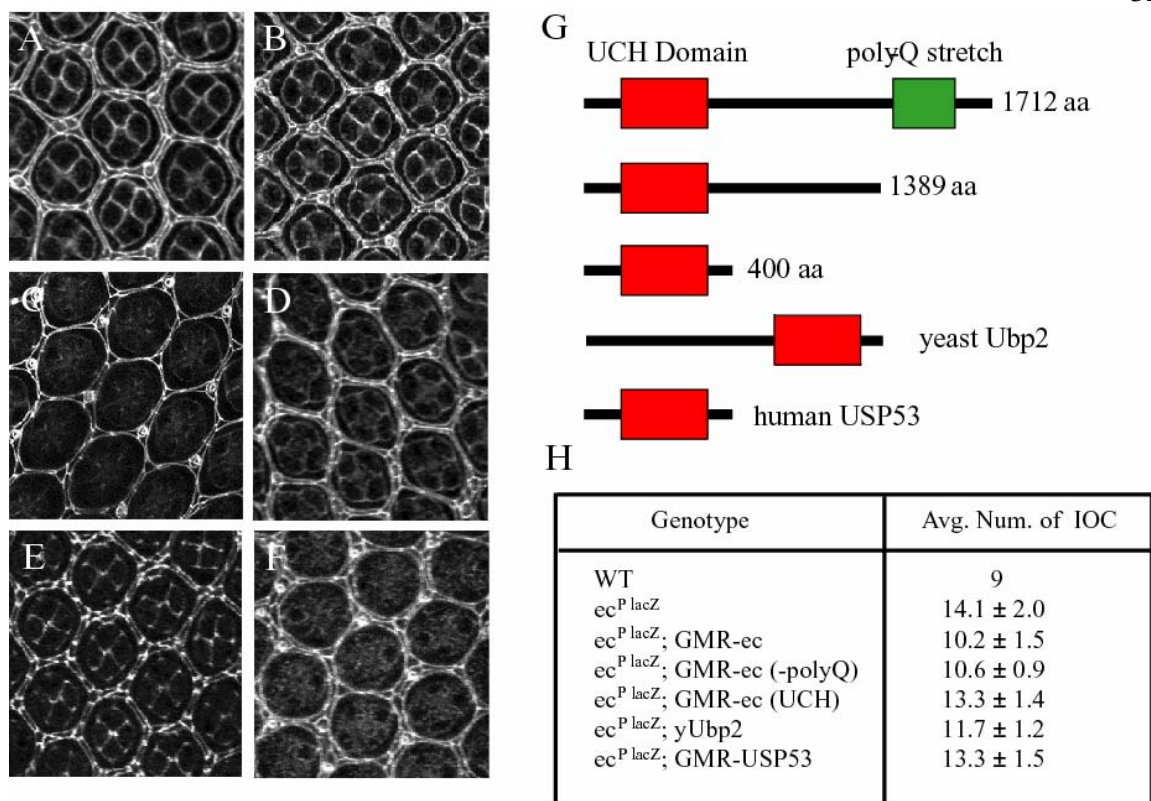 A
B
C
D
E
F
G
UCH Domain
poly-Q stretch
1712 aa
1389 aa
400 aa
yeast Ubp2
human USP53
H
Genotype Avg. Num. of IOC
WT 9
ec^P lacZ 14.1 ± 2.0
ec^P lacZ; GMR-ec 10.2 ± 1.5
ec^P lacZ; GMR-ec (-polyQ) 10.6 ± 0.9
ec^P lacZ; GMR-ec (UCH) 13.3 ± 1.4
ec^P lacZ; yUbp2 11.7 ± 1.2
ec^P lacZ; GMR-USP53 13.3 ± 1.5